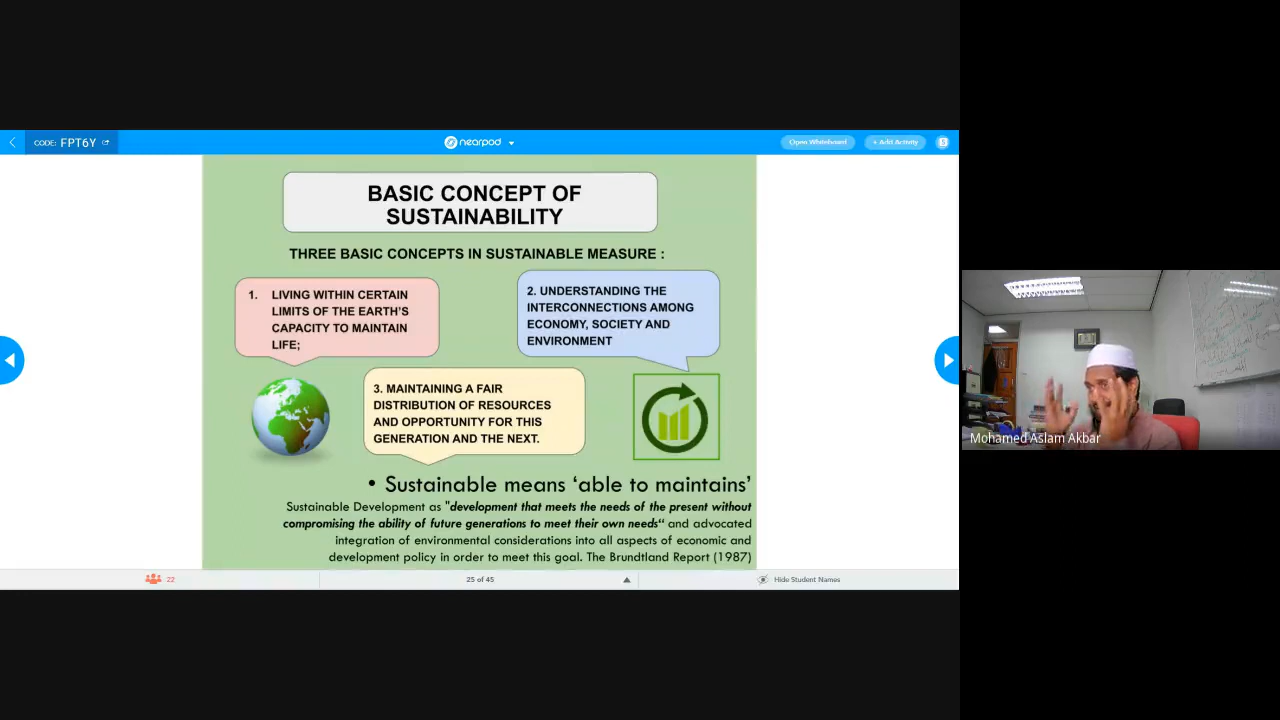 CODE: FPT6Y
nearpod
Open Whiteboard
+ Add Activity
BASIC CONCEPT OF
SUSTAINABILITY
THREE BASIC CONCEPTS IN SUSTAINABLE MEASURE :
1. LIVING WITHIN CERTAIN
LIMITS OF THE EARTH'S
CAPACITY TO MAINTAIN
LIFE;
2. UNDERSTANDING THE
INTERCONNECTIONS AMONG
ECONOMY, SOCIETY AND
ENVIRONMENT
3. MAINTAINING A FAIR
DISTRIBUTION OF RESOURCES
AND OPPORTUNITY FOR THIS
GENERATION AND THE NEXT.
• Sustainable means ‘able to maintains’
Sustainable Development as "development that meets the needs of the present without
compromising the ability of future generations to meet their own needs“ and advocated
integration of environmental considerations into all aspects of economic and
development policy in order to meet this goal. The Brundtland Report (1987)
22
25 of 45
Hide Student Names
Mohamed Aslam Akbar